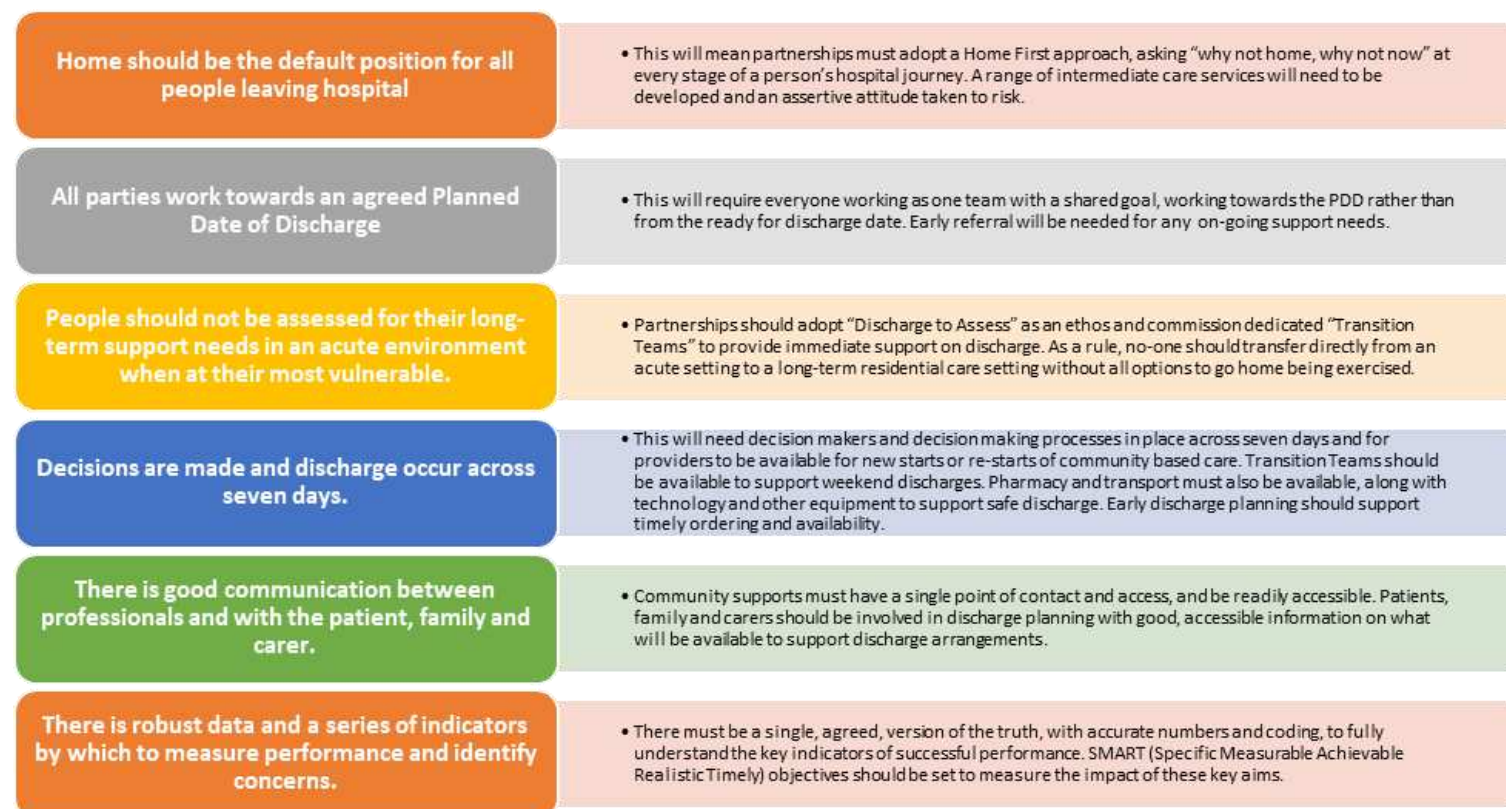 Home should be the default position for all
people leaving hospital
• This will mean partnerships must adopt a Home First approach, asking “why not home, why not now” at
every stage of a person’s hospital journey. A range of intermediate care services will need to be
developed and an assertive attitude taken to risk.
All parties work towards an agreed Planned
Date of Discharge
• This will require everyone working as one team with a shared goal, working towards the PDD rather than
from the ready for discharge date. Early referral will be needed for any on-going support needs.
People should not be assessed for their long-
term support needs in an acute environment
when at their most vulnerable.
• Partnerships should adopt “Discharge to Assess” as an ethos and commission dedicated “Transition
Teams” to provide immediate support on discharge. As a rule, no-one should transfer directly from an
acute setting to a long-term residential care setting without all options to go home being exercised.
Decisions are made and discharge occur across
seven days.
• This will need decision makers and decision making processes in place across seven days and for
providers to be available for new starts or re-starts of community based care. Transition Teams should
be available to support weekend discharges. Pharmacy and transport must also be available, along with
technology and other equipment to support safe discharge. Early discharge planning should support
timely ordering and availability.
There is good communication between
professionals and with the patient, family and
carer.
• Community supports must have a single point of contact and access, and be readily accessible. Patients,
family and carers should be involved in discharge planning with good, accessible information on what
will be available to support discharge arrangements.
There is robust data and a series of indicators
by which to measure performance and identify
concerns.
• There must be a single, agreed, version of the truth, with accurate numbers and coding, to fully
understand the key indicators of successful performance. SMART (Specific Measurable Achievable
Realistic Timely) objectives should be set to measure the impact of these key aims.